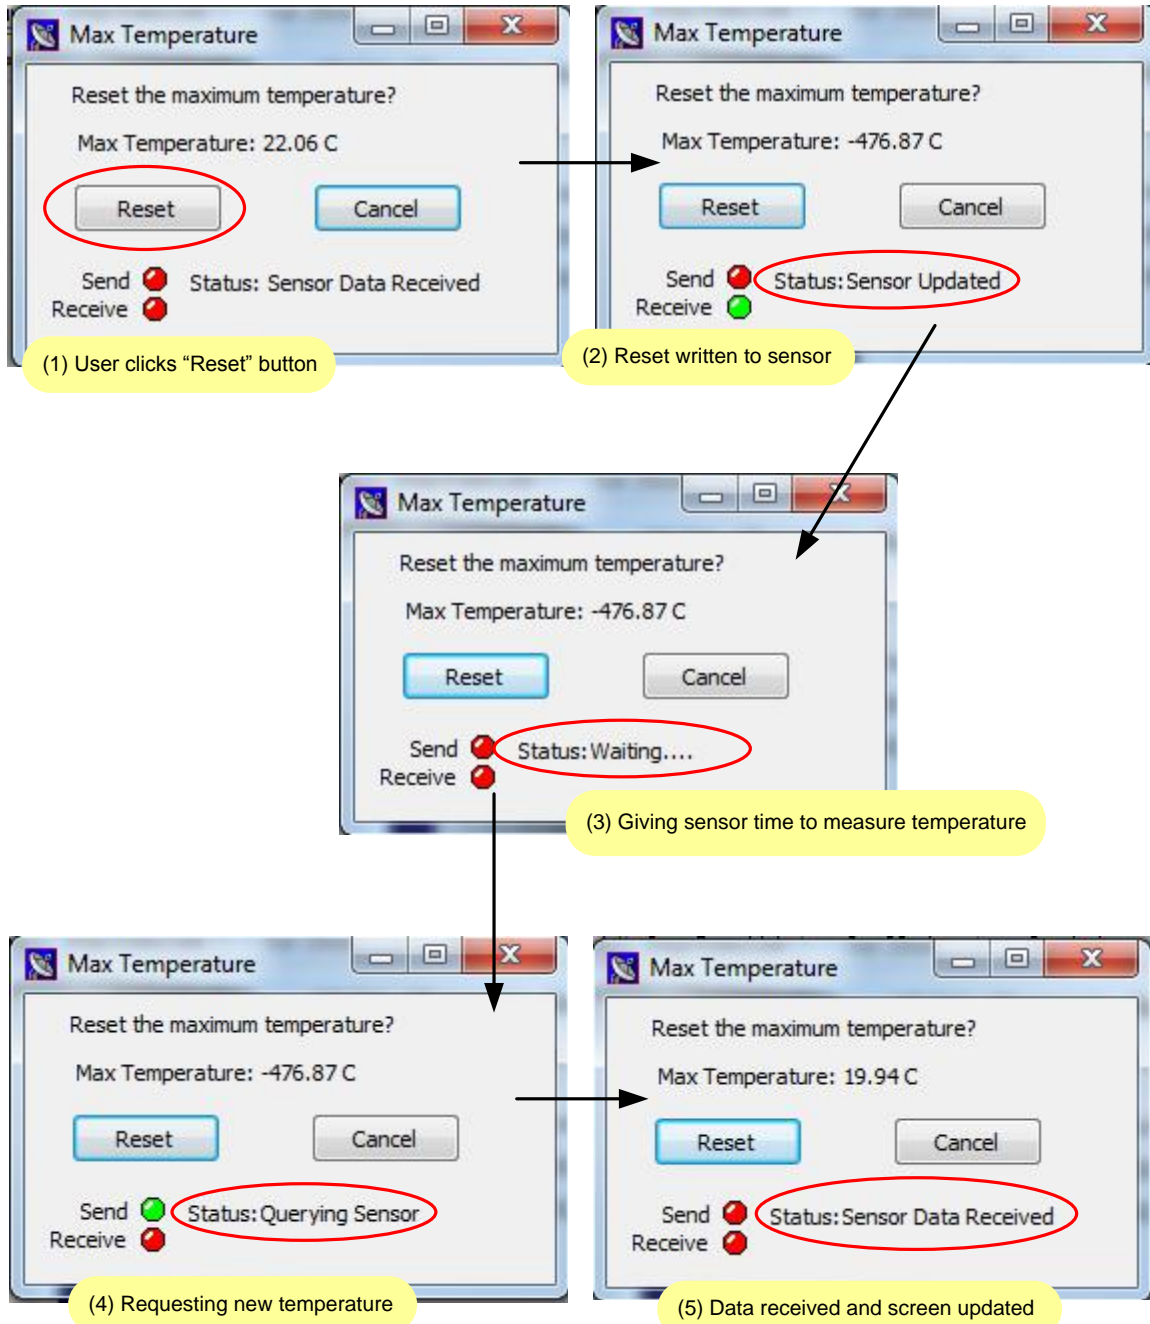 Max Temperature
Reset the maximum temperature?
Max Temperature: 22.06 C
Reset Cancel
Send Status: Sensor Data Received
Receive
(1) User clicks “Reset” button
Max Temperature
Reset the maximum temperature?
Max Temperature: -476.87 C
Reset Cancel
Send Status: Sensor Updated
Receive
(2) Reset written to sensor
Max Temperature
Reset the maximum temperature?
Max Temperature: -476.87 C
Reset Cancel
Send Status: Waiting....
Receive
(3) Giving sensor time to measure temperature
Max Temperature
Reset the maximum temperature?
Max Temperature: -476.87 C
Reset Cancel
Send Status: Querying Sensor
Receive
(4) Requesting new temperature
Max Temperature
Reset the maximum temperature?
Max Temperature: 19.94 C
Reset Cancel
Send Status: Sensor Data Received
Receive
(5) Data received and screen updated